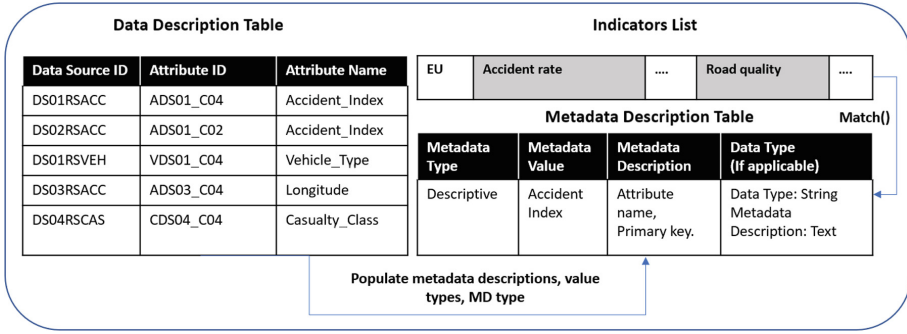 Data Description Table
Data Source ID Attribute ID Attribute Name
DS01RSACC ADS01_C04 Accident_Index
DS02RSACC ADS01_C02 Accident_Index
DS01RSVEH VDS01_C04 Vehicle_Type
DS03RSACC ADS03_C04 Longitude
DS04RSCAS CDS04_C04 Casualty_Class
Indicators List
EU Accident rate .... Road quality ....
Metadata Description Table
Match()
Metadata Metadata Metadata Data Type
Type Value Description (If applicable)
Descriptive Accident Attribute Data Type: String
Index name, Metadata
Primary key. Description: Text
Populate metadata descriptions, value
types, MD type